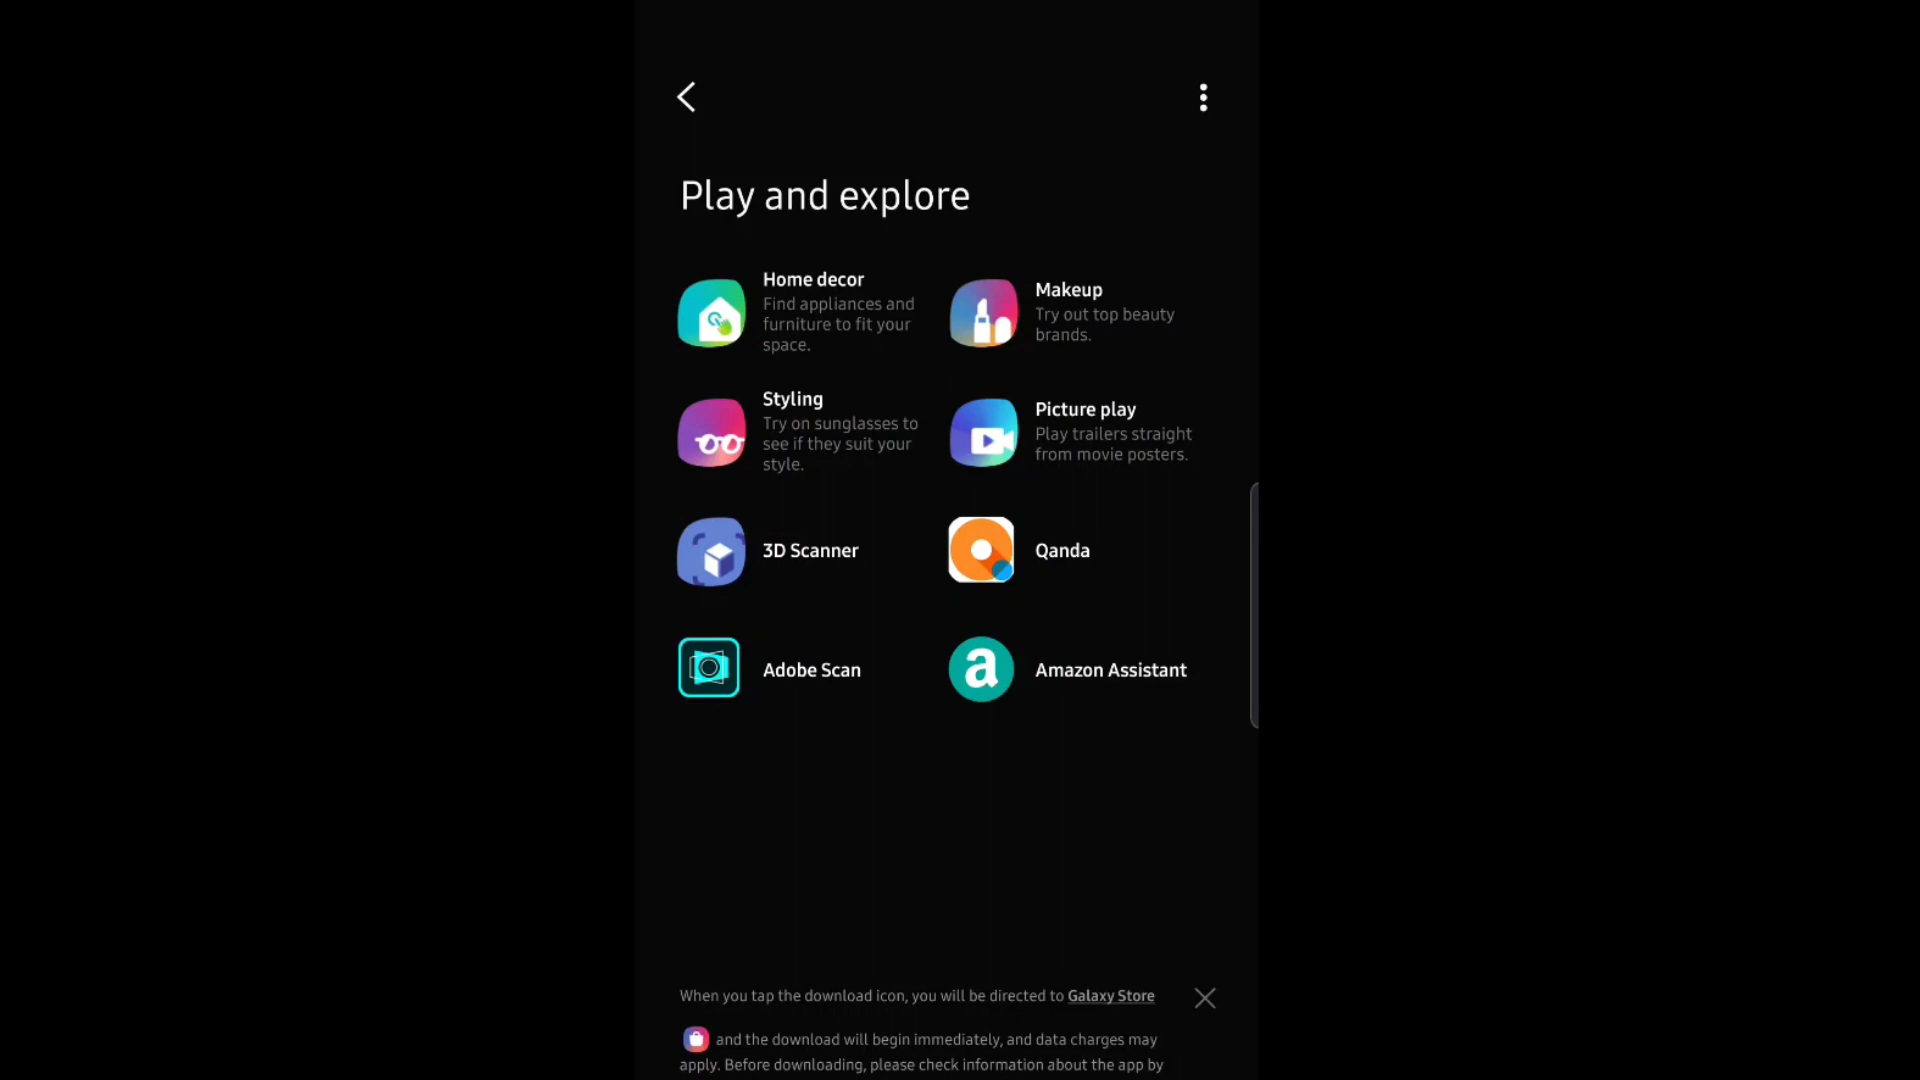 Play and explore
Home decor
Find appliances and
furniture to fit your
space.
Makeup
Try out top beauty
brands.
Styling
Try on sunglasses to
see if they suit your
style.
Picture play
Play trailers straight
from movie posters.
3D Scanner
Qanda
Adobe Scan
a
Amazon Assistant
When you tap the download icon, you will be directed to Galaxy Store
and the download will begin immediately, and data charges may
apply. Before downloading, please check information about the app by